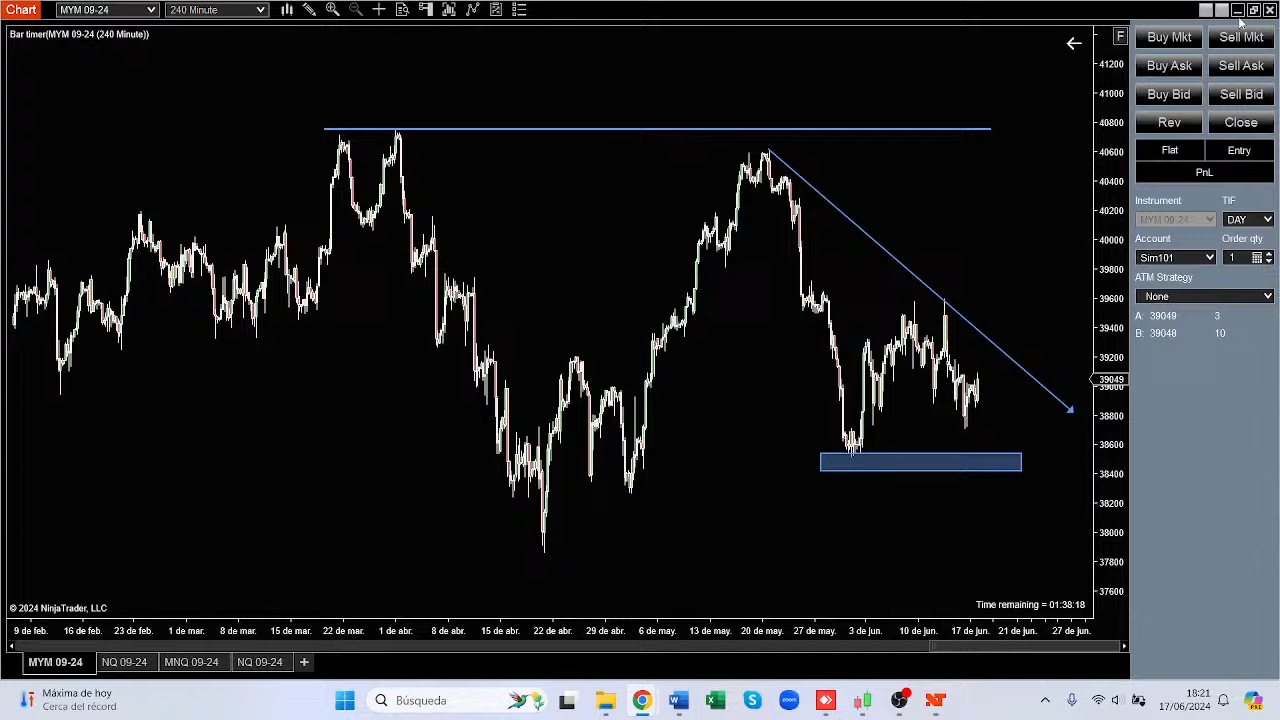 Chart MYM 09-24 240 Minute
Bar timer(MYM 09-24 (240 Minute))
F
Buy Mkt Sell Mkt
Buy Ask Sell Ask
Buy Bid Sell Bid
Rev Close
Flat Entry
PnL
Instrument TIF
MYM 09-24 DAY
Account Order qty
Sim101 1
ATM Strategy
None
A: 39049 3
B: 39048 10
41200
41000
40800
40600
40400
40200
40000
39800
39600
39400
39200
39049
39000
38800
38600
38400
38200
38000
37800
37600
Time remaining = 01:38:18
© 2024 NinjaTrader, LLC
9 de feb. 16 de feb. 23 de feb. 1 de mar. 8 de mar. 15 de mar. 22 de mar. 1 de abr. 8 de abr. 15 de abr. 22 de abr. 29 de abr. 6 de may. 13 de may. 20 de may. 27 de may. 3 de jun. 10 de jun. 17 de jun. 21 de jun. 27 de jun.
MYM 09-24 NQ 09-24 MNQ 09-24 NQ 09-24 +
Máxima de hoy
Cerca del récord
Búsqueda
18:21
17/06/2024